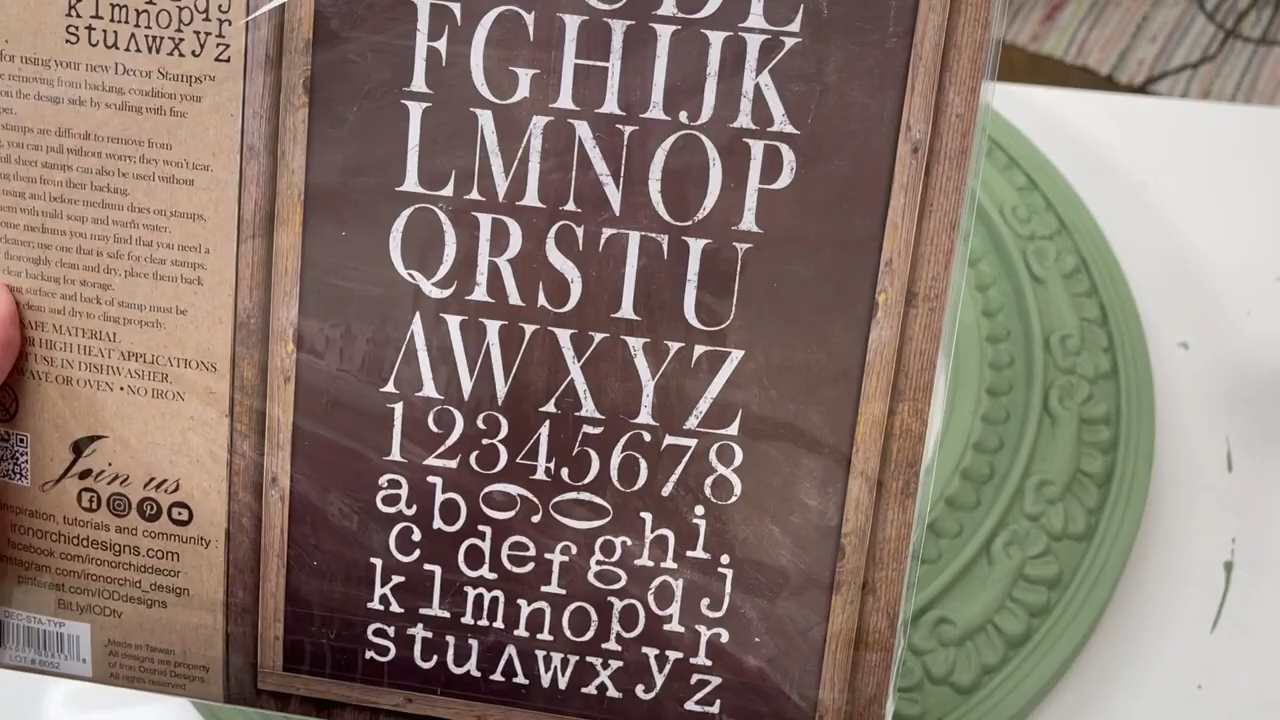 klmnopqr
stuʌwxyz
for using your new Decor Stamps™
removing from backing, condition your
on the design side by scuffing with fine
stamps are difficult to remove from
you can pull without worry; they won't tear.
full sheet stamps can also be used without
them from their backing.
using and before medium dries on stamps,
with mild soap and warm water.
some mediums you may find that you need a
cleaner; use one that is safe for clear stamps.
thoroughly clean and dry, place them back
clear backing for storage.
surface and back of stamp must be
clean and dry to cling properly.
SAFE MATERIAL
HIGH HEAT APPLICATIONS
USE IN DISHWASHER,
OR OVEN • NO IRON
Join us
inspiration, tutorials and community :
ironorchiddesigns.com
facebook.com/ironorchiddecor
instagram.com/ironorchid_design
pinterest.com/IODdesigns
Bit.ly/IODtv
DEC-STA-TYP
LOT # 6052
Made in Taiwan
All designs are property
of Iron Orchid Designs.
All rights reserved.
FGHIJK
LMNOP
QRSTU
ɅWXYZ
12345678
ab90hi
cdefgj
klmnopqr
stuʌwxyz